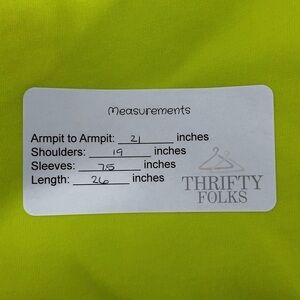 Measurements
Armpit to Armpit: 21 inches
Shoulders: 19 inches
Sleeves: 7.5 inches
Length: 26 inches
THRIFTY
FOLKS